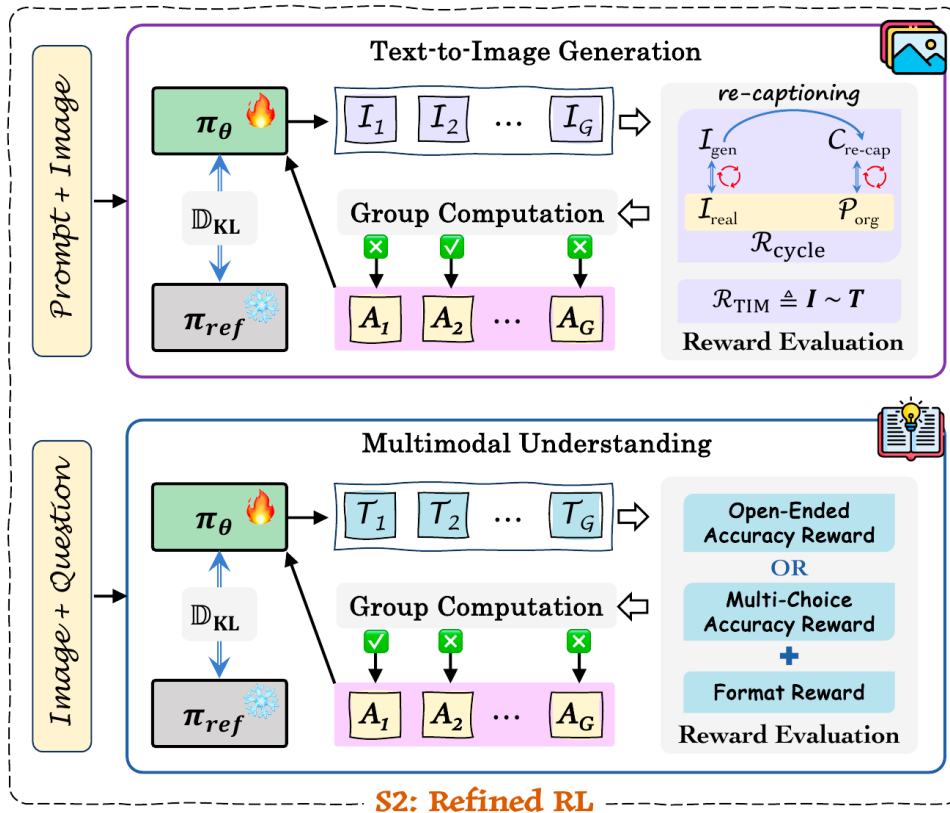 Prompt + Image
Text-to-Image Generation
π_θ
𝔻_KL
π_ref
I_1 I_2 ... I_G
Group Computation
A_1 A_2 ... A_G
re-captioning
I_gen C_re-cap
I_real P_org
R_cycle
R_TIM ≜ I ~ T
Reward Evaluation
Image + Question
Multimodal Understanding
π_θ
𝔻_KL
π_ref
T_1 T_2 ... T_G
Group Computation
A_1 A_2 ... A_G
Open-Ended
Accuracy Reward
OR
Multi-Choice
Accuracy Reward
+
Format Reward
Reward Evaluation
S2: Refined RL